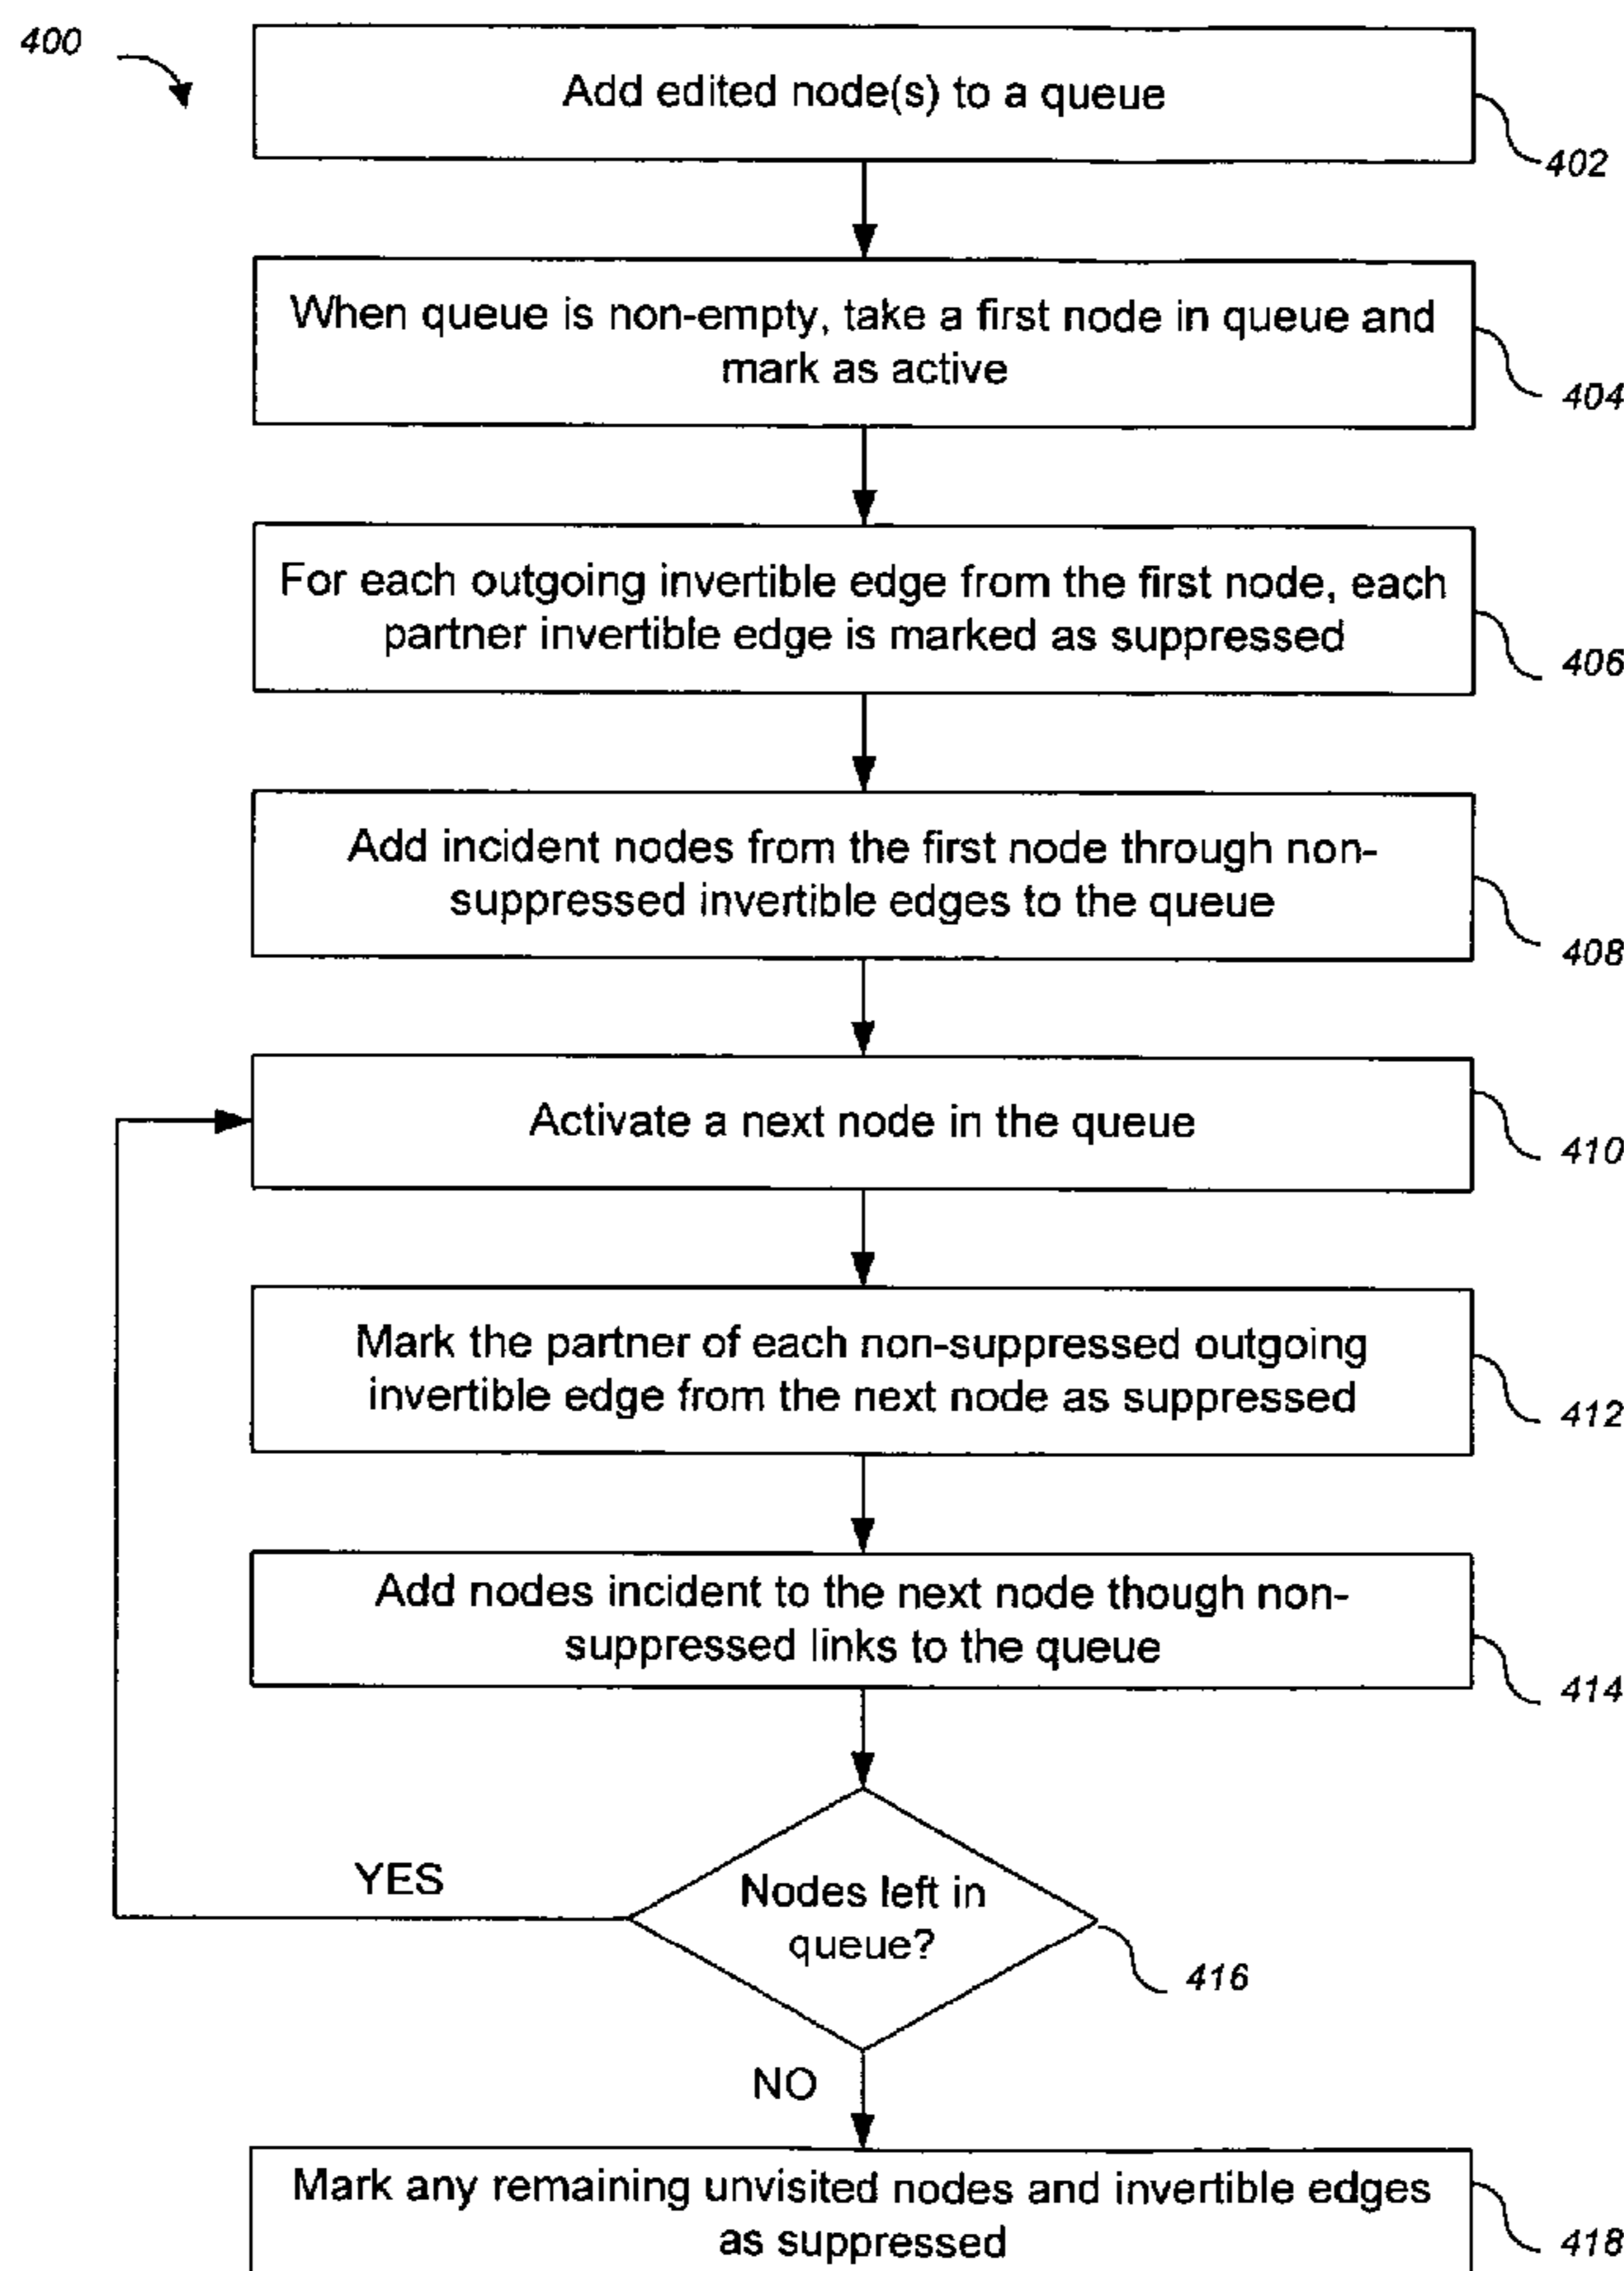 400
Add edited node(s) to a queue
402
When queue is non-empty, take a first node in queue and
mark as active
404
For each outgoing invertible edge from the first node, each
partner invertible edge is marked as suppressed
406
Add incident nodes from the first node through non-
suppressed invertible edges to the queue
408
Activate a next node in the queue
410
Mark the partner of each non-suppressed outgoing
invertible edge from the next node as suppressed
412
Add nodes incident to the next node though non-
suppressed links to the queue
414
YES
Nodes left in
queue?
416
NO
Mark any remaining unvisited nodes and invertible edges
as suppressed
418